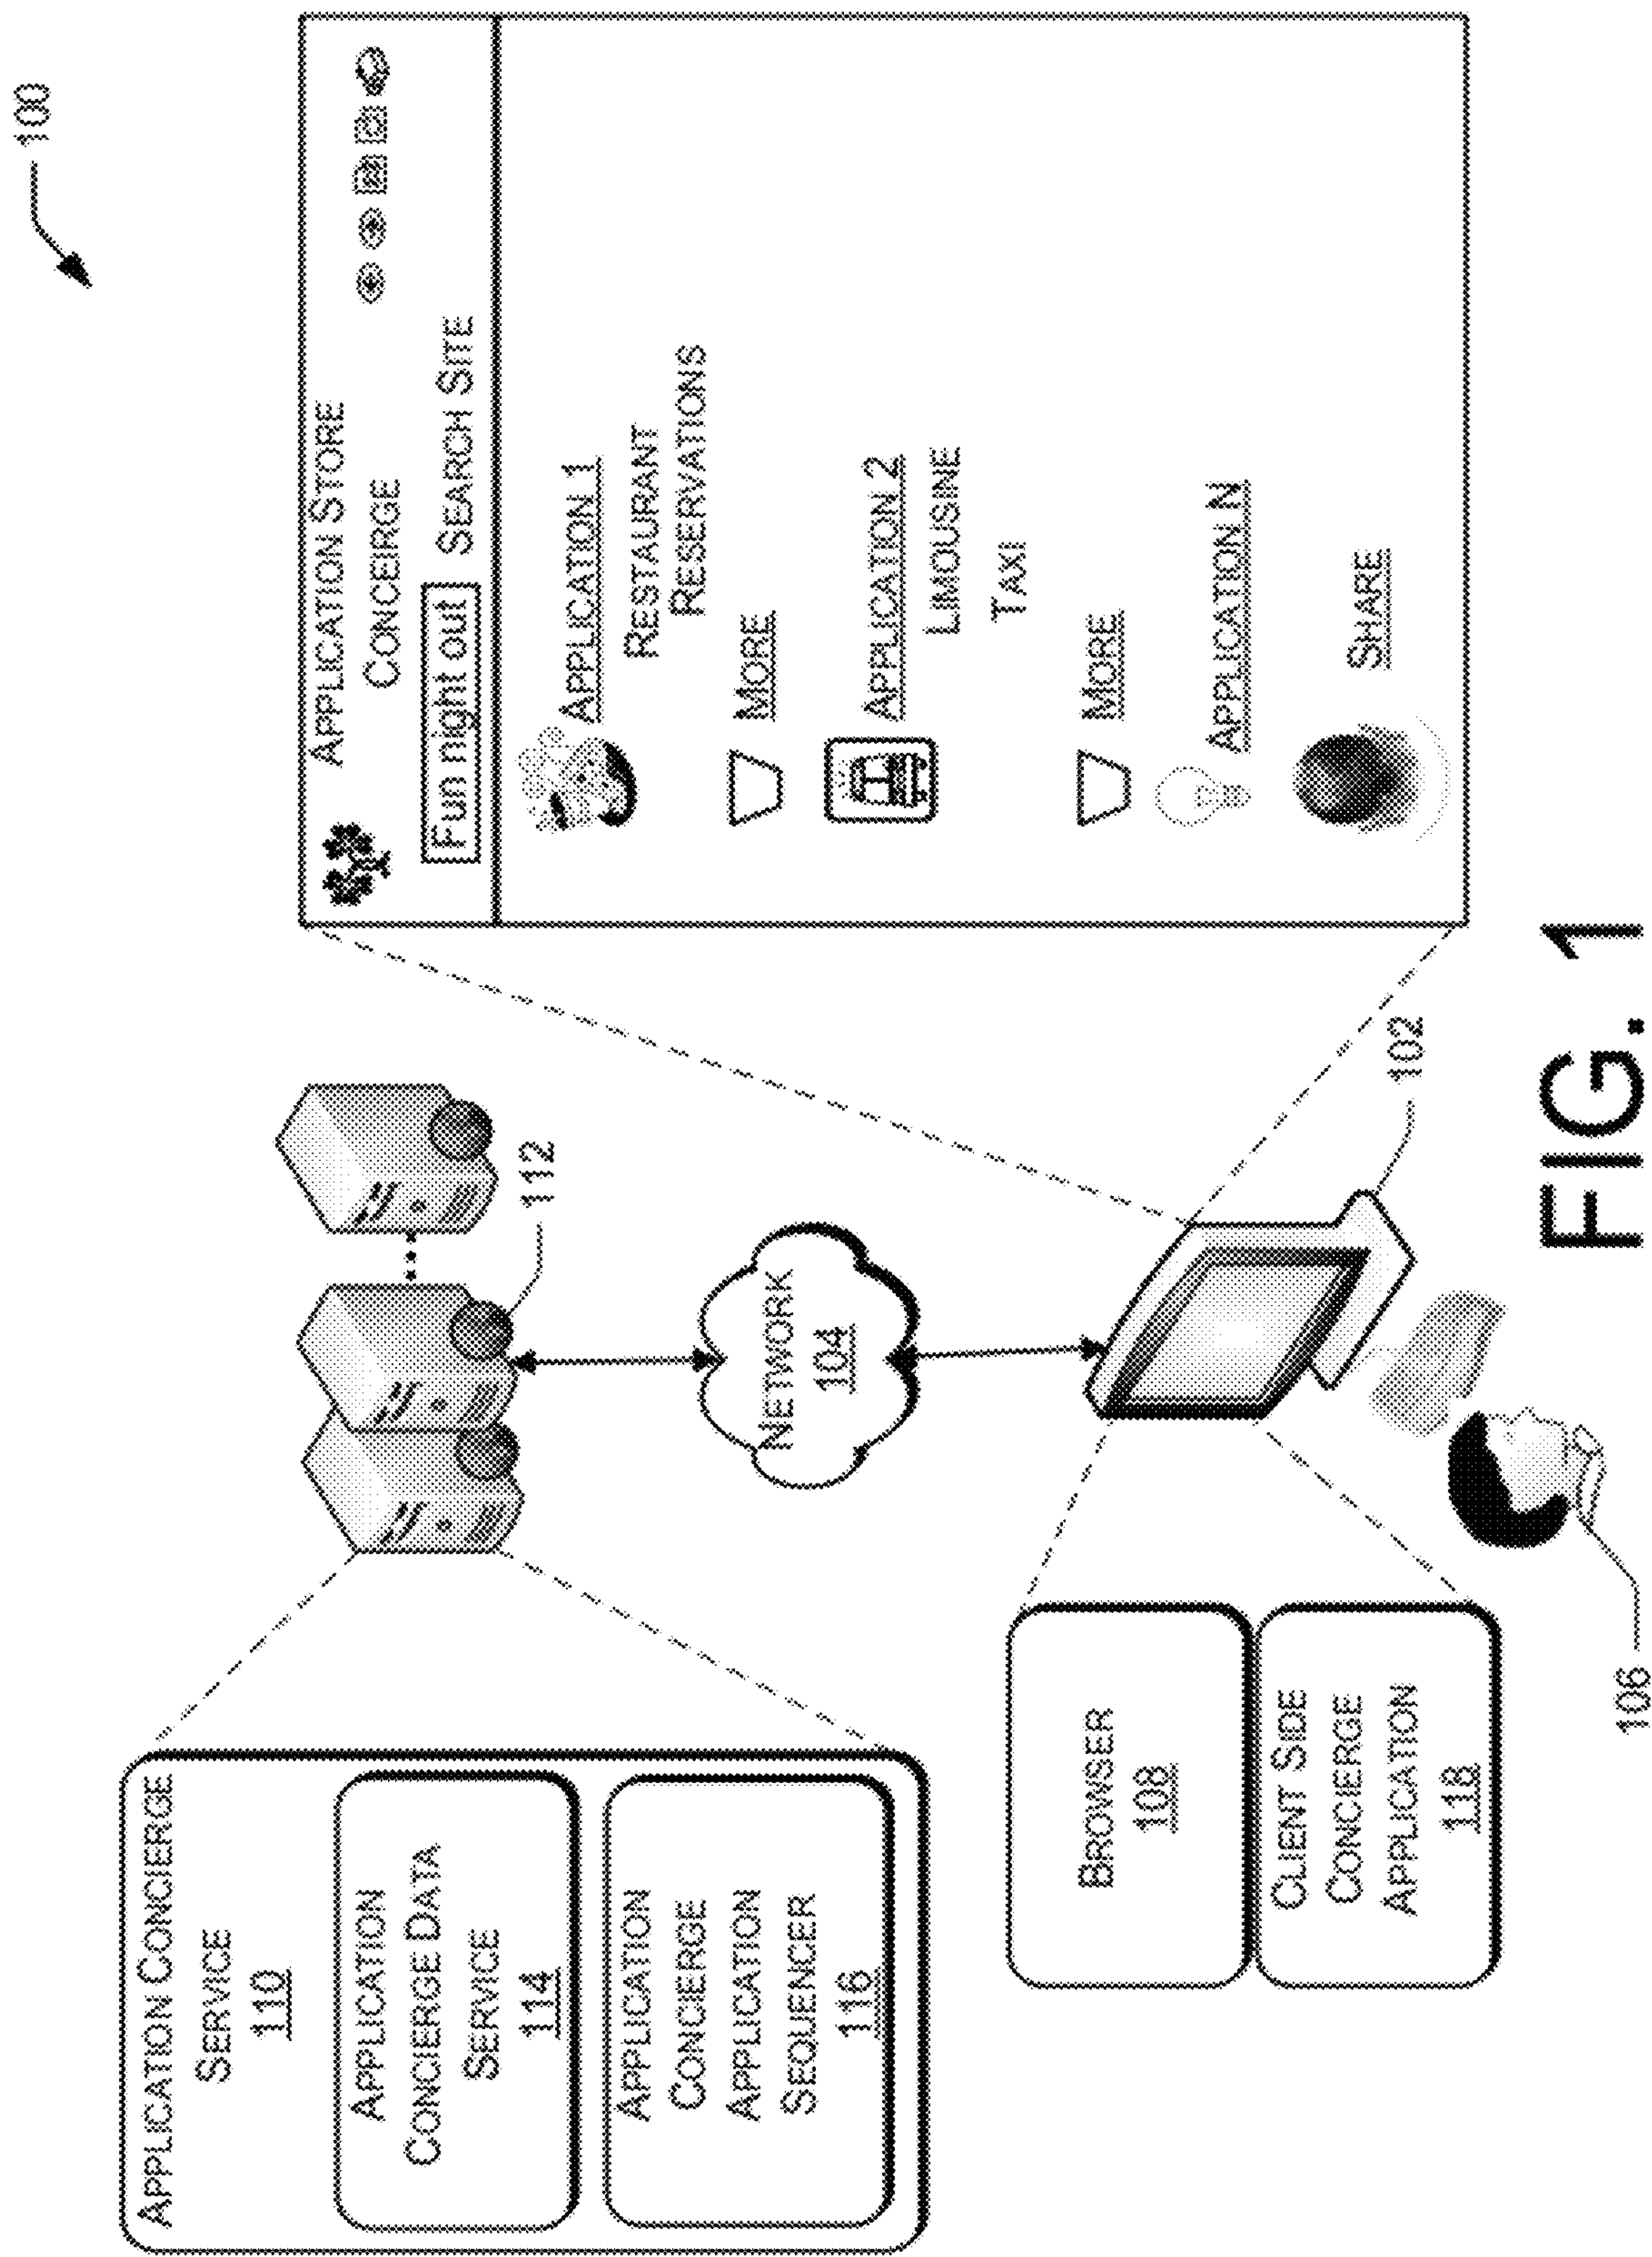 100
APPLICATION CONCIERGE
SERVICE
110
APPLICATION
CONCIERGE DATA
SERVICE
114
APPLICATION
CONCIERGE
APPLICATION
SEQUENCER
116
112
NETWORK
104
BROWSER
108
CLIENT SIDE
CONCIERGE
APPLICATION
118
106
102
APPLICATION STORE
CONCEIRGE
Fun night out SEARCH SITE
APPLICATION 1
RESTAURANT
RESERVATIONS
MORE
APPLICATION 2
LIMOUSINE
TAXI
MORE
APPLICATION N
SHARE
FIG. 1